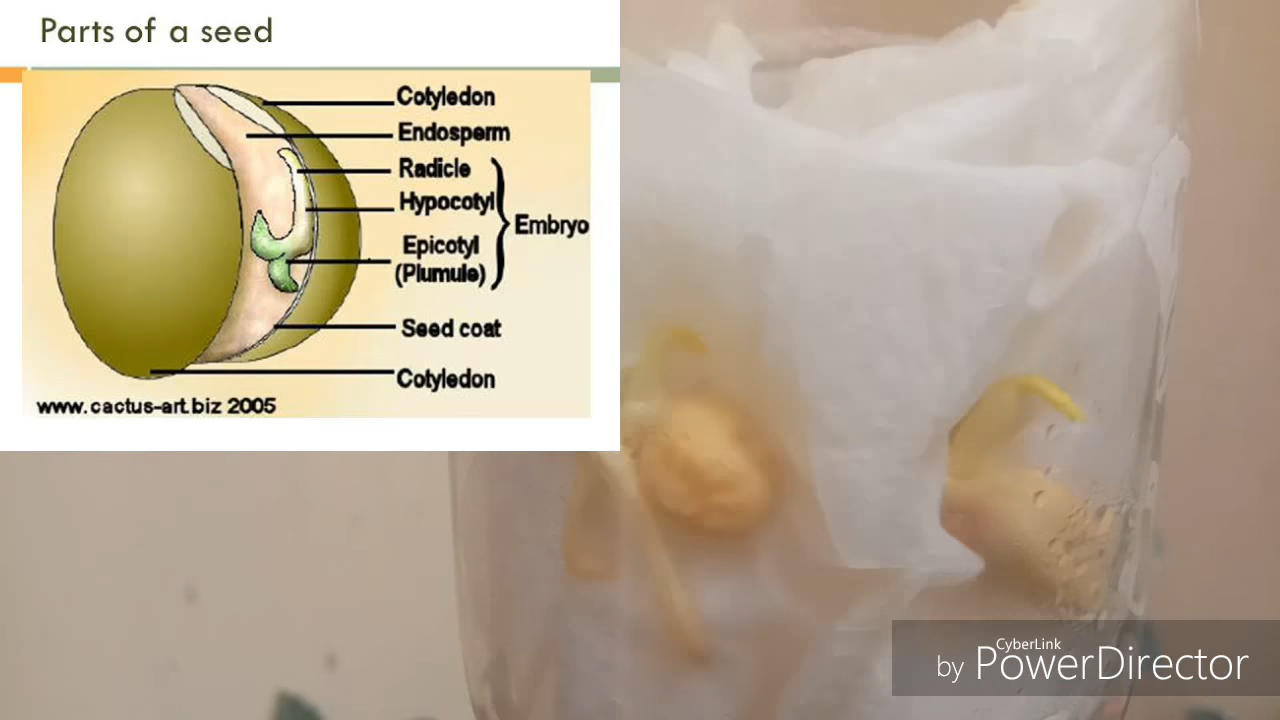 Parts of a seed
Cotyledon
Endosperm
Radicle
Hypocotyl
Embryo
Epicotyl
(Plumule)
Seed coat
Cotyledon
www.cactus-art.biz 2005
CyberLink
by PowerDirector